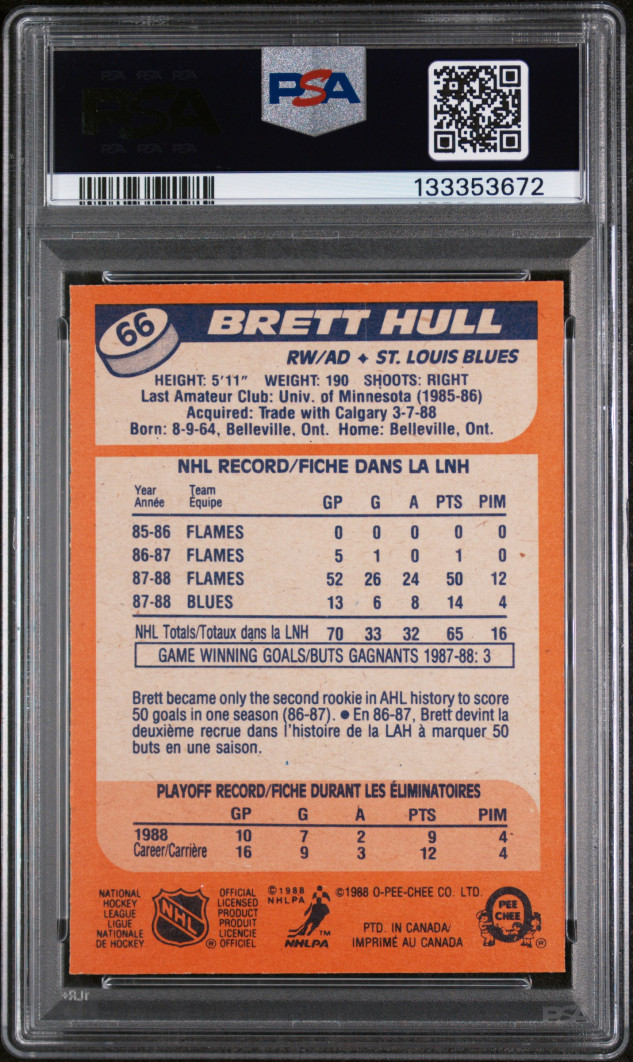 PSA PSA PSA
PSA
PSA PSA PSA
PSA
133353672
66
BRETT HULL
RW/AD ♦ ST. LOUIS BLUES
HEIGHT: 5'11" WEIGHT: 190 SHOOTS: RIGHT
Last Amateur Club: Univ. of Minnesota (1985-86)
Acquired: Trade with Calgary 3-7-88
Born: 8-9-64, Belleville, Ont. Home: Belleville, Ont.
NHL RECORD/FICHE DANS LA LNH
Year Team
Année Équipe GP G A PTS PIM
85-86 FLAMES 0 0 0 0 0
86-87 FLAMES 5 1 0 1 0
87-88 FLAMES 52 26 24 50 12
87-88 BLUES 13 6 8 14 4
NHL Totals/Totaux dans la LNH 70 33 32 65 16
GAME WINNING GOALS/BUTS GAGNANTS 1987-88: 3
Brett became only the second rookie in AHL history to score
50 goals in one season (86-87). ● En 86-87, Brett devint la
deuxième recrue dans l'histoire de la LAH à marquer 50
buts en une saison.
PLAYOFF RECORD/FICHE DURANT LES ÉLIMINATOIRES
GP G A PTS PIM
1988 10 7 2 9 4
Career/Carrière 16 9 3 12 4
NATIONAL
HOCKEY
LEAGUE
LIGUE
NATIONALE
DE HOCKEY
NHL
®
OFFICIAL
LICENSED
PRODUCT
PRODUIT
LICENCIE
OFFICIEL
©1988
NHLPA
TM
NHLPA
©1988 O-PEE-CHEE CO. LTD.
PTD. IN CANADA/
IMPRIMÉ AU CANADA
PEE
CHEE
®
PSA